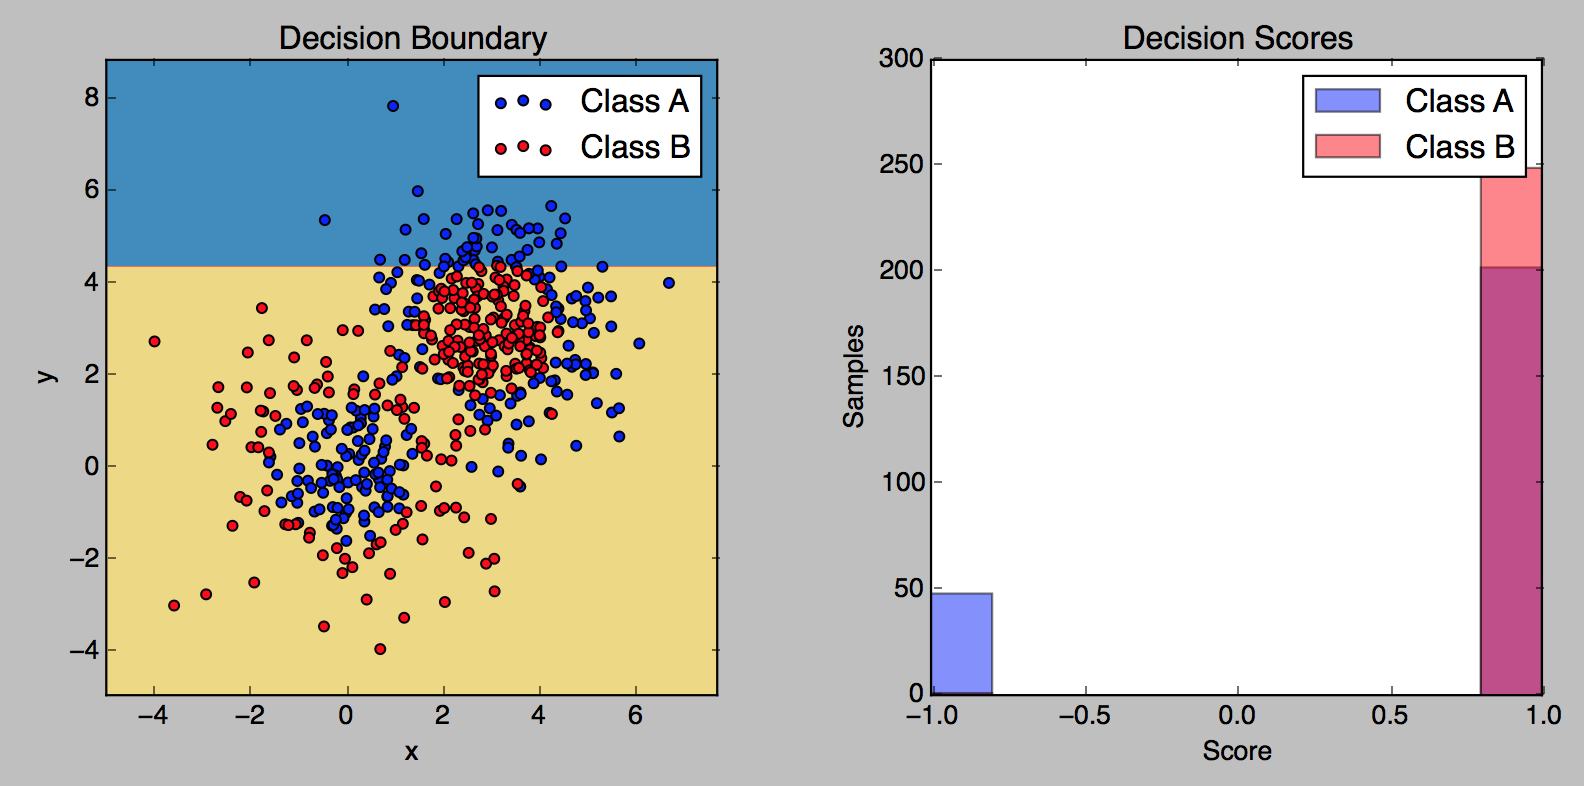 Decision Boundary
Class A
Class B
8
6
4
2
0
−2
−4
y
−4 −2 0 2 4 6
x
Decision Scores
Class A
Class B
300
250
200
150
100
50
0
Samples
−1.0 −0.5 0.0 0.5 1.0
Score